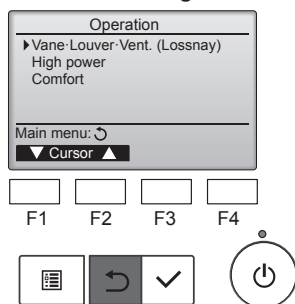 Operation
Vane·Louver·Vent. (Lossnay)
High power
Comfort
Main menu:
Cursor
F1 F2 F3 F4